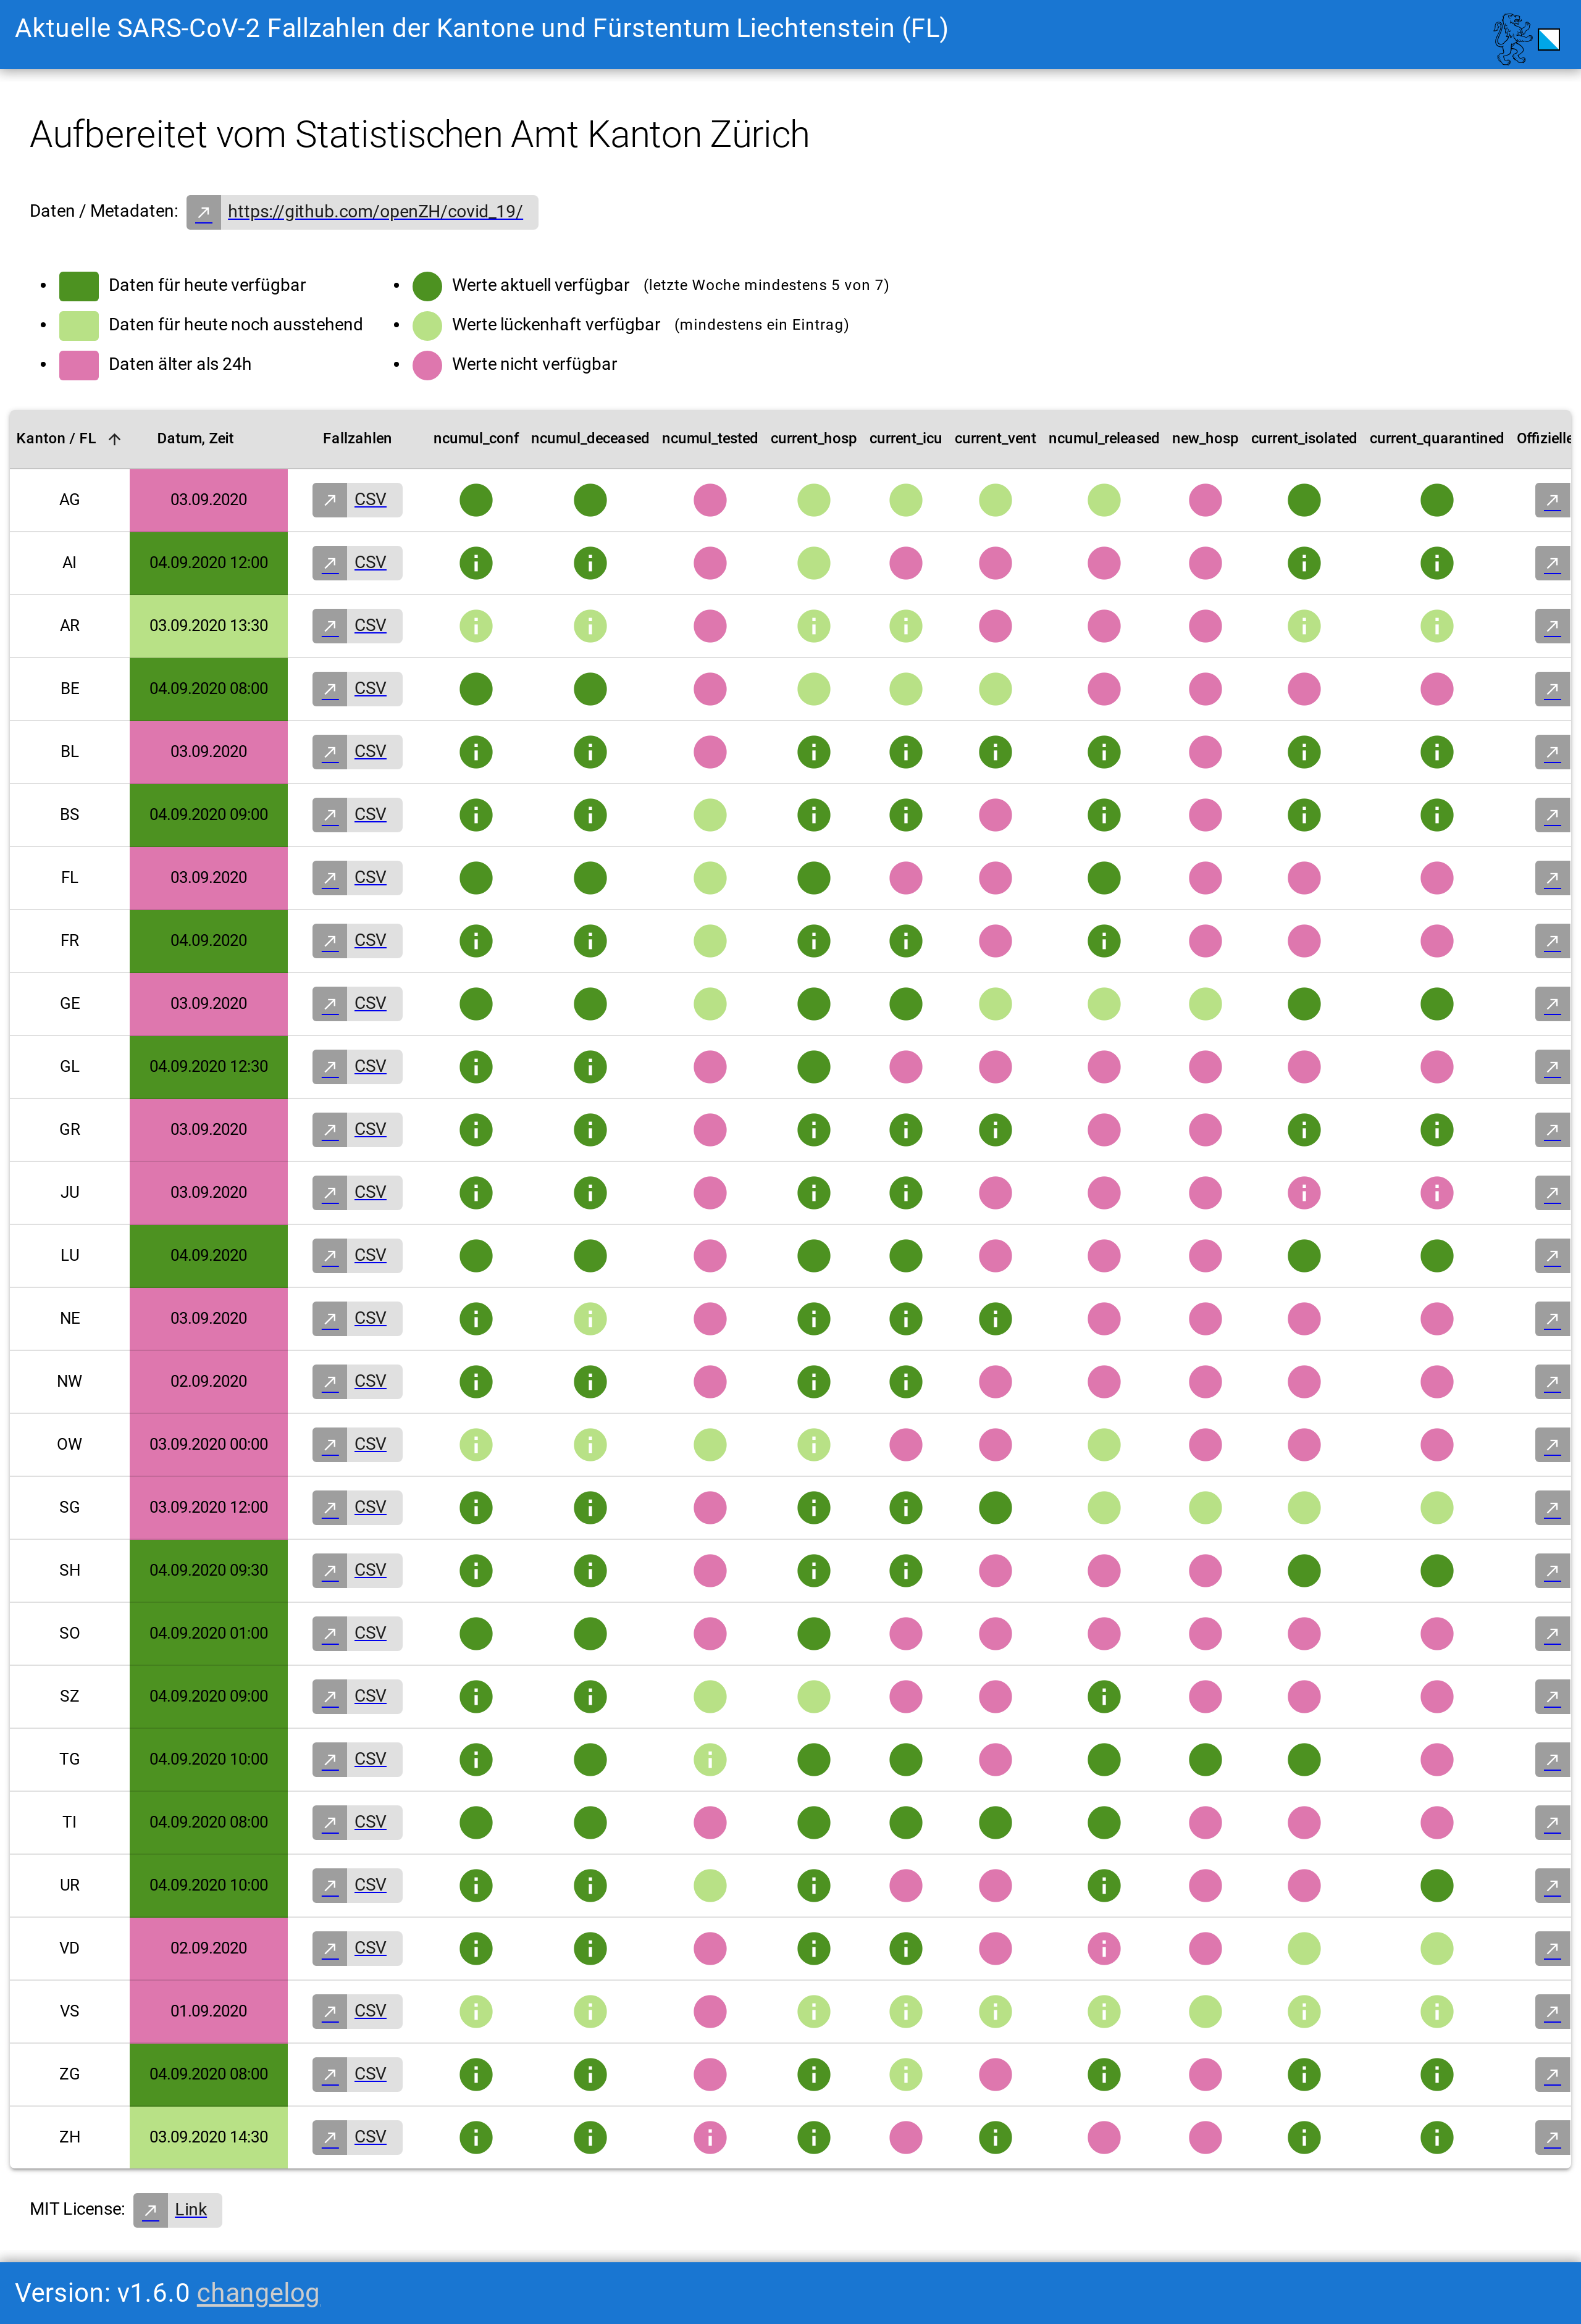 Aktuelle SARS-CoV-2 Fallzahlen der Kantone und Fürstentum Liechtenstein (FL)
Aufbereitet vom Statistischen Amt Kanton Zürich
Daten / Metadaten: https://github.com/openZH/covid_19/
Daten für heute verfügbar
Daten für heute noch ausstehend
Daten älter als 24h
Werte aktuell verfügbar (letzte Woche mindestens 5 von 7)
Werte lückenhaft verfügbar (mindestens ein Eintrag)
Werte nicht verfügbar
Kanton / FL Datum, Zeit Fallzahlen ncumul_conf ncumul_deceased ncumul_tested current_hosp current_icu current_vent ncumul_released new_hosp current_isolated current_quarantined Offizielle
AG 03.09.2020 CSV
AI 04.09.2020 12:00 CSV
AR 03.09.2020 13:30 CSV
BE 04.09.2020 08:00 CSV
BL 03.09.2020 CSV
BS 04.09.2020 09:00 CSV
FL 03.09.2020 CSV
FR 04.09.2020 CSV
GE 03.09.2020 CSV
GL 04.09.2020 12:30 CSV
GR 03.09.2020 CSV
JU 03.09.2020 CSV
LU 04.09.2020 CSV
NE 03.09.2020 CSV
NW 02.09.2020 CSV
OW 03.09.2020 00:00 CSV
SG 03.09.2020 12:00 CSV
SH 04.09.2020 09:30 CSV
SO 04.09.2020 01:00 CSV
SZ 04.09.2020 09:00 CSV
TG 04.09.2020 10:00 CSV
TI 04.09.2020 08:00 CSV
UR 04.09.2020 10:00 CSV
VD 02.09.2020 CSV
VS 01.09.2020 CSV
ZG 04.09.2020 08:00 CSV
ZH 03.09.2020 14:30 CSV
MIT License: Link
Version: v1.6.0 changelog